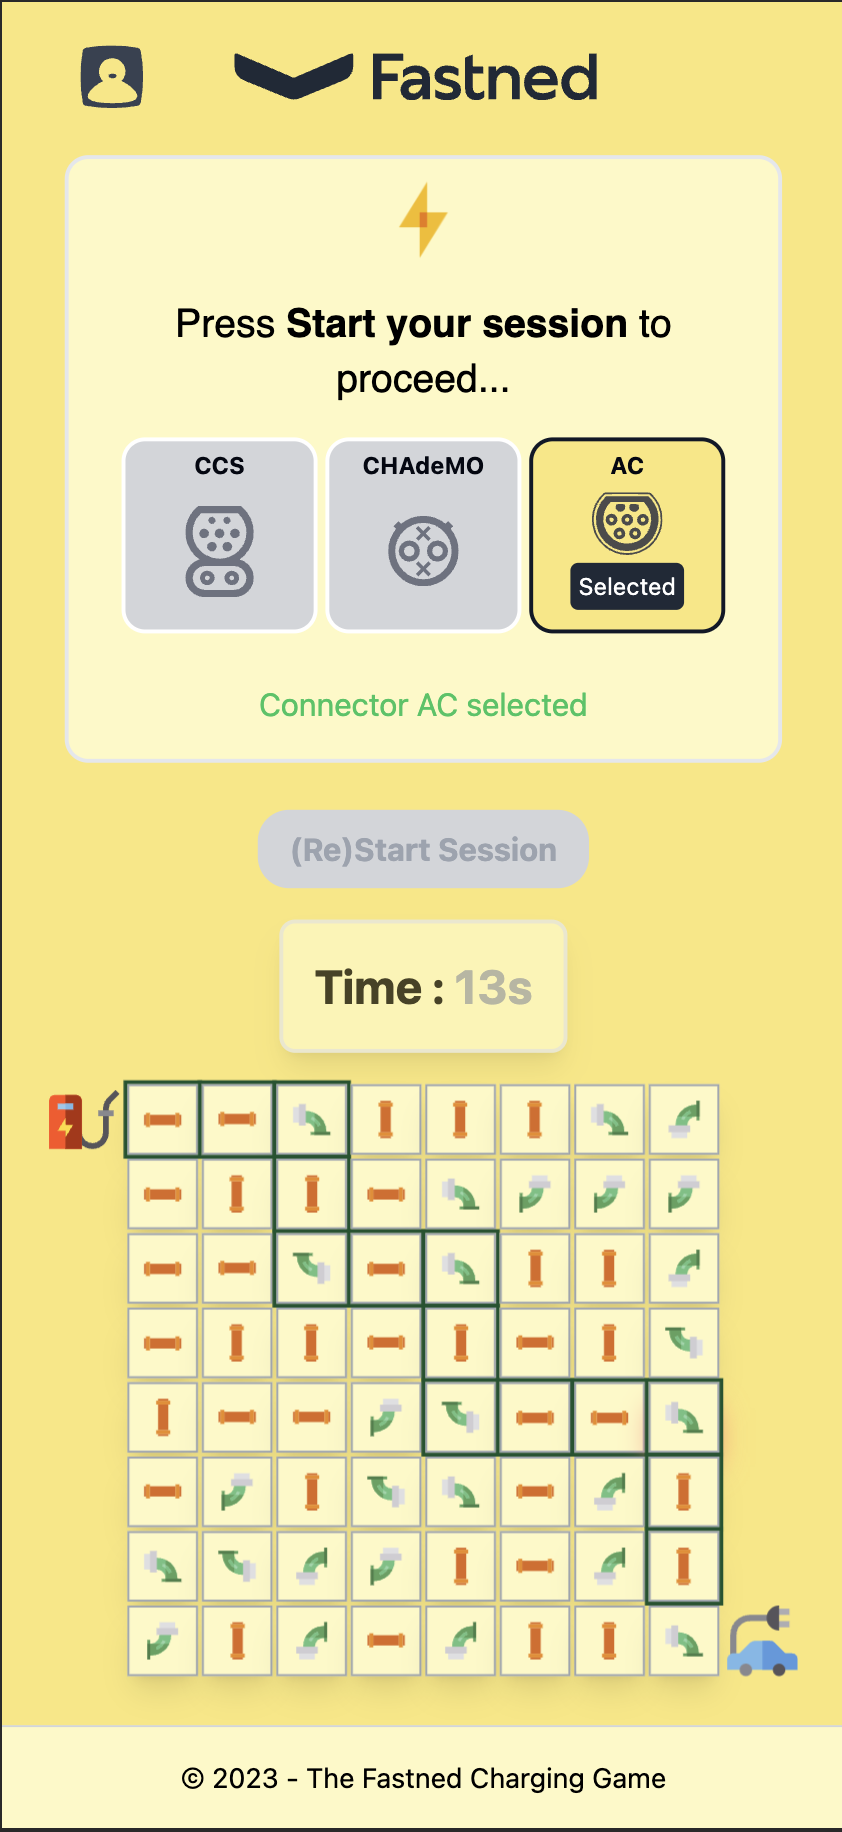 Fastned
Press Start your session to
proceed...
CCS
CHAdeMO
AC
Selected
Connector AC selected
(Re)Start Session
Time : 13s
© 2023 - The Fastned Charging Game